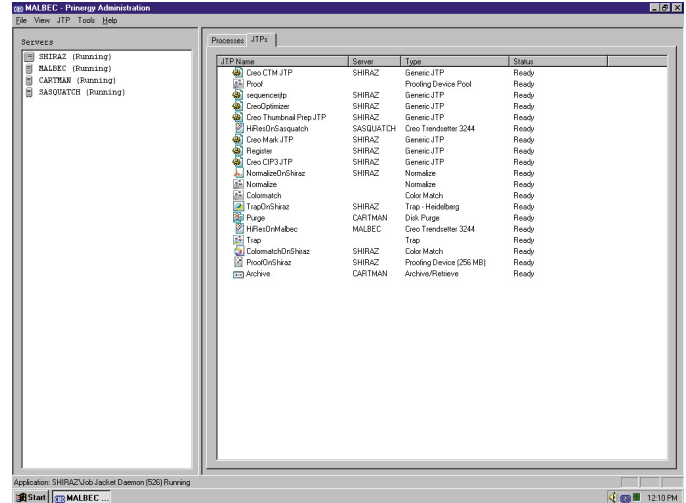 MALBEC - Prinergy Administration
File View JTP Tools Help
Servers
SHIRAZ (Running)
MALBEC (Running)
CARTMAN (Running)
SASQUATCH (Running)
Processes JTPs
JTP Name Server Type Status
Creo CTM JTP SHIRAZ Generic JTP Ready
Proof Proofing Device Pool Ready
sequencerjtp SHIRAZ Generic JTP Ready
CreoOptimizer SHIRAZ Generic JTP Ready
Creo Thumbnail Prep JTP SHIRAZ Generic JTP Ready
HiResOnSasquatch SASQUATCH Creo Trendsetter 3244 Ready
Creo Mark JTP SHIRAZ Generic JTP Ready
Register SHIRAZ Generic JTP Ready
Creo CIP3 JTP SHIRAZ Generic JTP Ready
NormalizeOnShiraz SHIRAZ Normalize Ready
Normalize Normalize Ready
Colormatch Color Match Ready
TrapOnShiraz SHIRAZ Trap - Heidelberg Ready
Purge CARTMAN Disk Purge Ready
HiResOnMalbec MALBEC Creo Trendsetter 3244 Ready
Trap Trap Ready
ColormatchOnShiraz SHIRAZ Color Match Ready
ProofOnShiraz SHIRAZ Proofing Device (256 MB) Ready
Archive CARTMAN Archive/Retrieve Ready
Application: SHIRAZ\Job Jacket Daemon (526) Running
Start MALBEC ... 12:10 PM